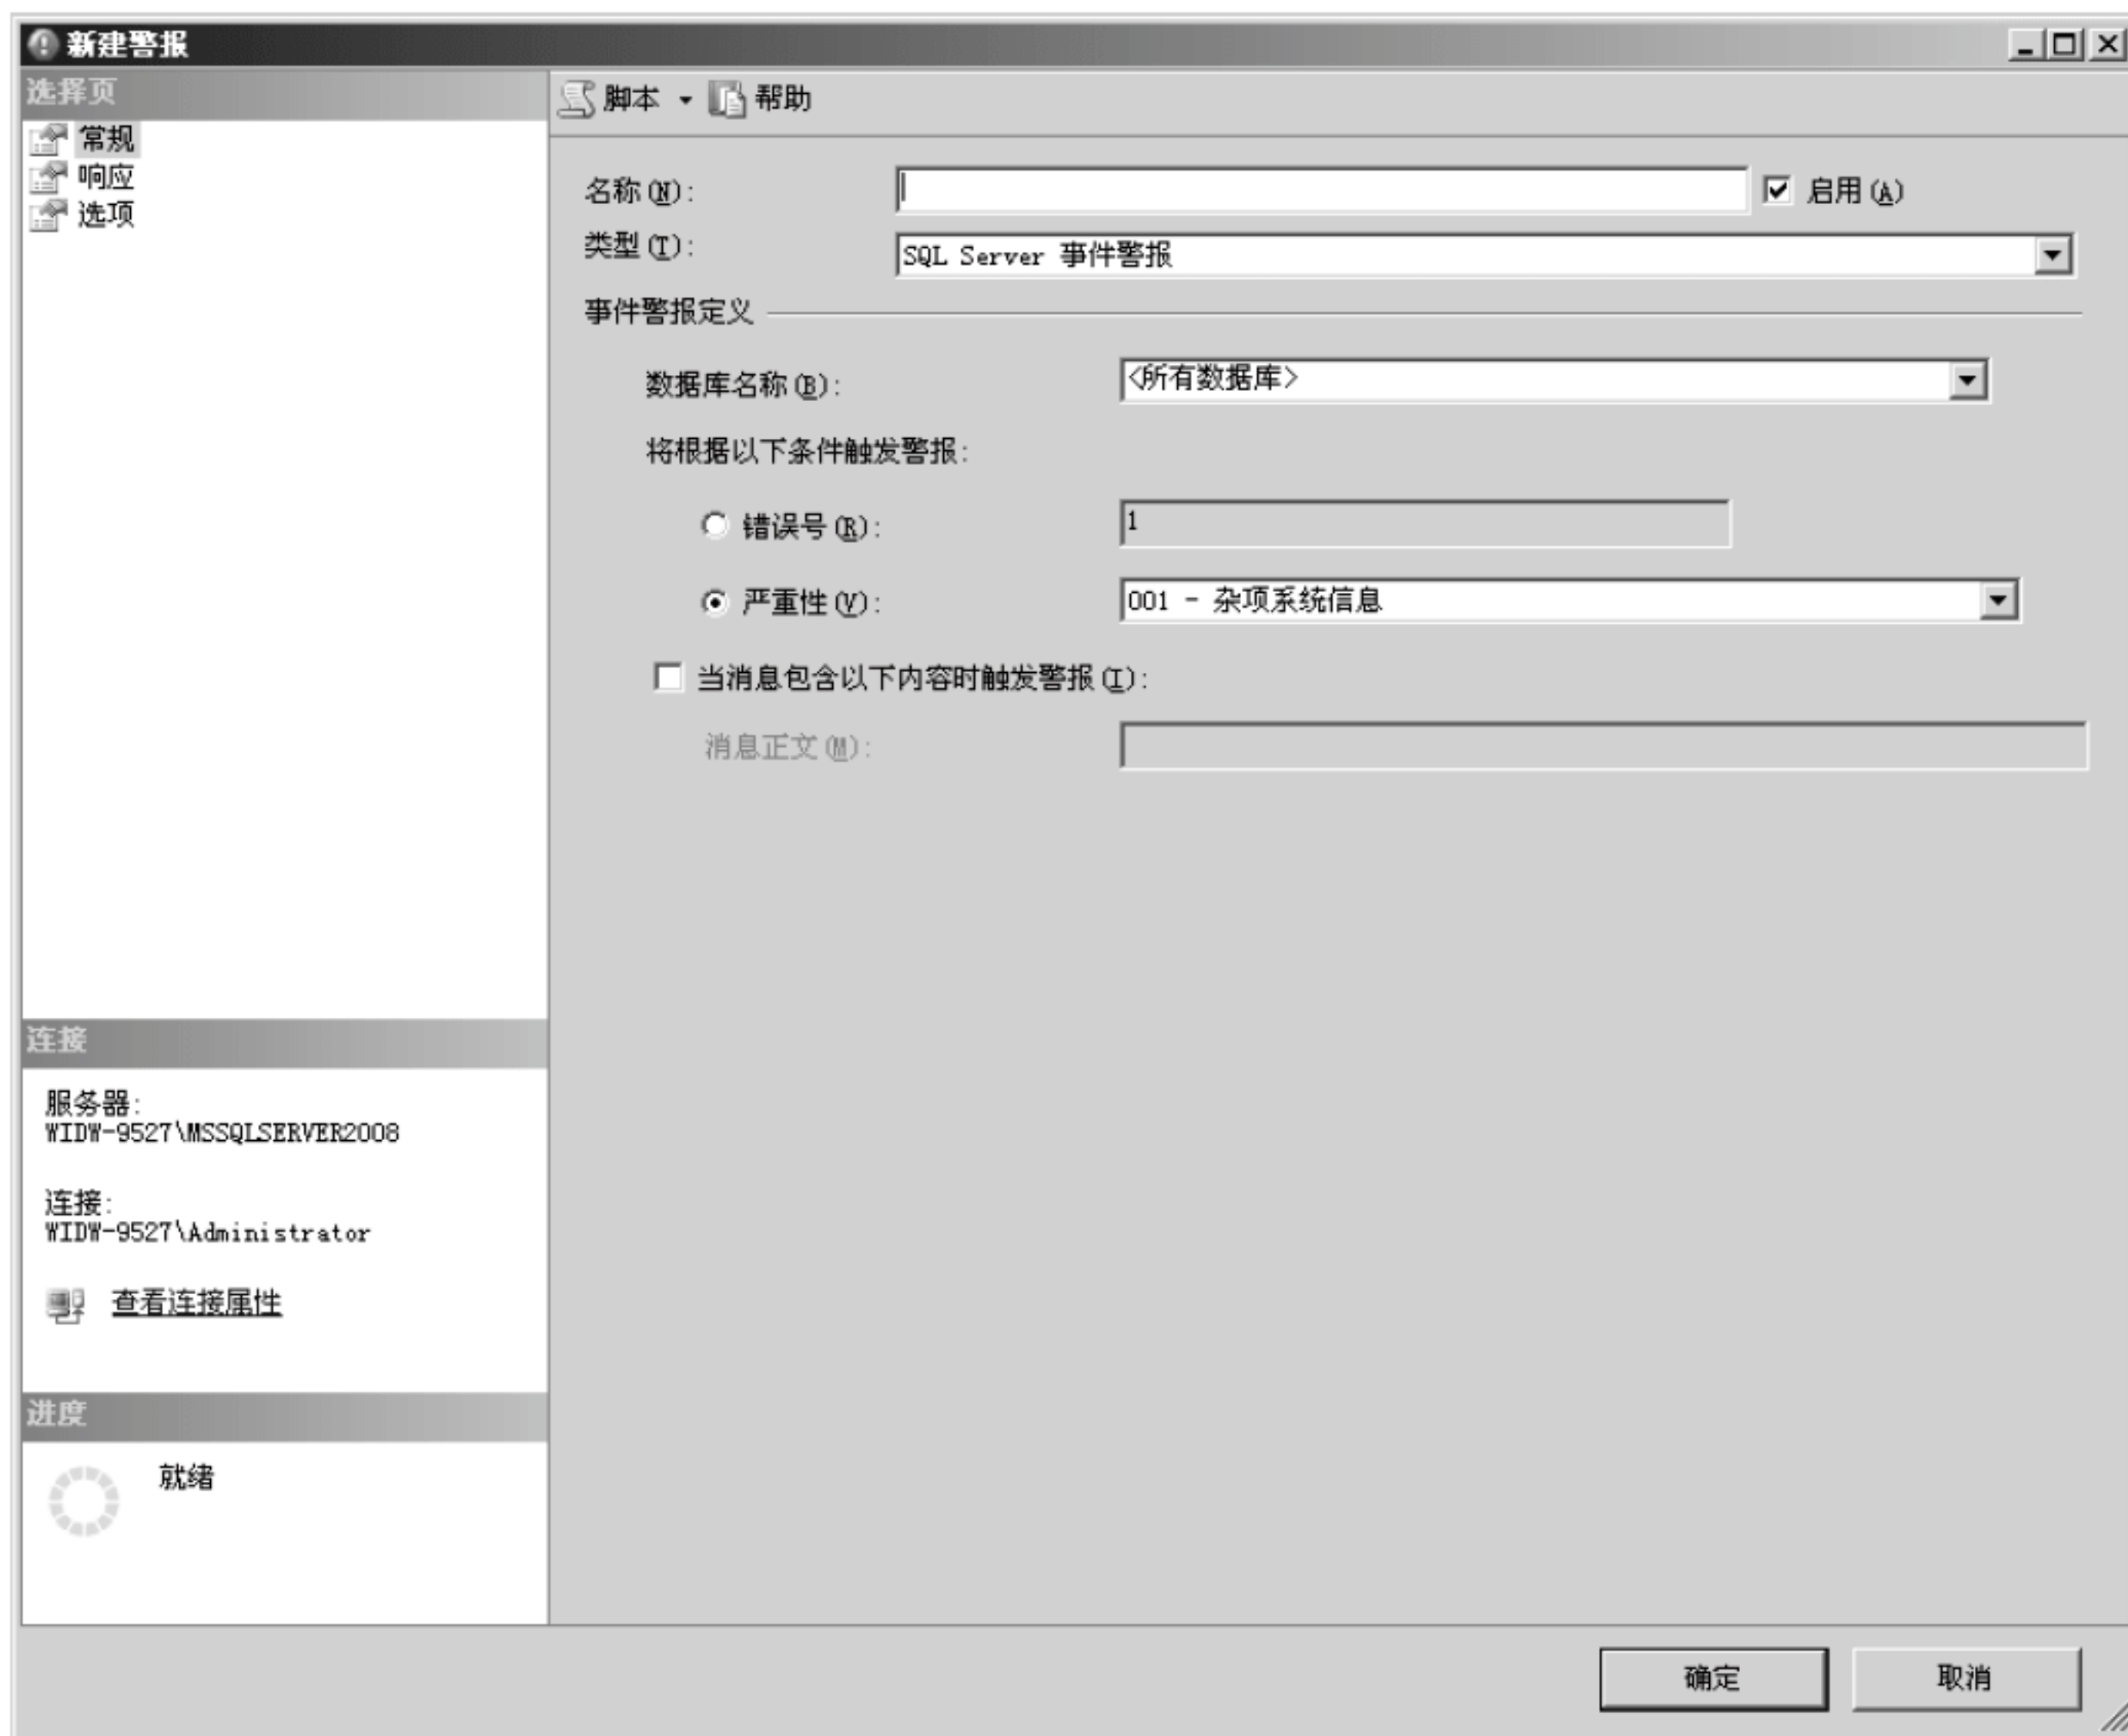 新建警报
选择页
常规
响应
选项
脚本 帮助
名称(N): 启用(A)
类型(T): SQL Server 事件警报
事件警报定义
数据库名称(B): <所有数据库>
将根据以下条件触发警报:
错误号(R): 1
严重性(V): 001 - 杂项系统信息
当消息包含以下内容时触发警报(I):
消息正文(M):
连接
服务器:
WIDW-9527\MSSQLSERVER2008
连接:
WIDW-9527\Administrator
查看连接属性
进度
就绪
确定 取消